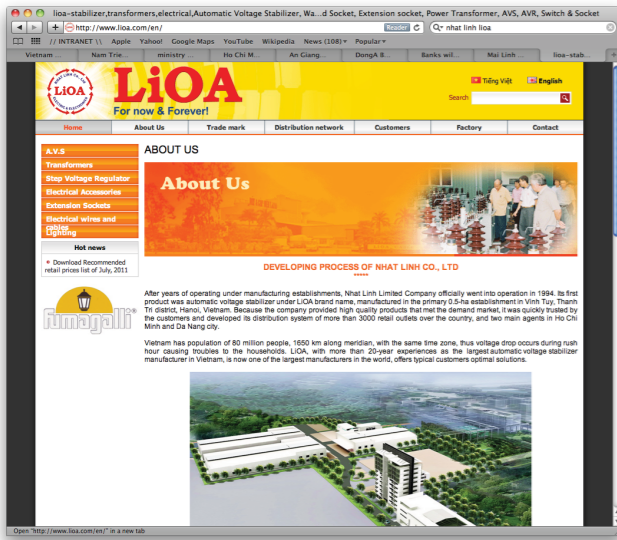 lioa-stabilizer,transformers,electrical,Automatic Voltage Stabilizer, Wa...d Socket, Extension socket, Power Transformer, AVS, AVR, Switch & Socket
http://www.lioa.com/en/
Reader
nhat linh lioa
// INTRANET \\ Apple Yahoo! Google Maps YouTube Wikipedia News (108) Popular
Vietnam ... Nam Trie... ministry ... Ho Chi M... An Giang... DongA B... Banks wil... Mai Linh ... lioa-stab...
LiOA
LiOA
For now & Forever!
Tiếng Việt English
Search
Home About Us Trade mark Distribution network Customers Factory Contact
A.V.S
Transformers
Step Voltage Regulator
Electrical Accessories
Extension Sockets
Electrical wires and
cables
Lighting
Hot news
Download Recommended
retail prices list of July, 2011
fumagalli®
ABOUT US
About Us
DEVELOPING PROCESS OF NHAT LINH CO., LTD
*****
After years of operating under manufacturing establishments, Nhat Linh Limited Company officially went into operation in 1994. Its first
product was automatic voltage stabilizer under LiOA brand name, manufactured in the primary 0.5-ha establishment in Vinh Tuy, Thanh
Tri district, Hanoi, Vietnam. Because the company provided high quality products that met the demand market, it was quickly trusted by
the customers and developed its distribution system of more than 3000 retail outlets over the country, and two main agents in Ho Chi
Minh and Da Nang city.
Vietnam has population of 80 million people, 1650 km along meridian, with the same time zone, thus voltage drop occurs during rush
hour causing troubles to the households. LIOA, with more than 20-year experiences as the largest automatic voltage stabilizer
manufacturer in Vietnam, is now one of the largest manufacturers in the world, offers typical customers optimal solutions.
Open "http://www.lioa.com/en/" in a new tab